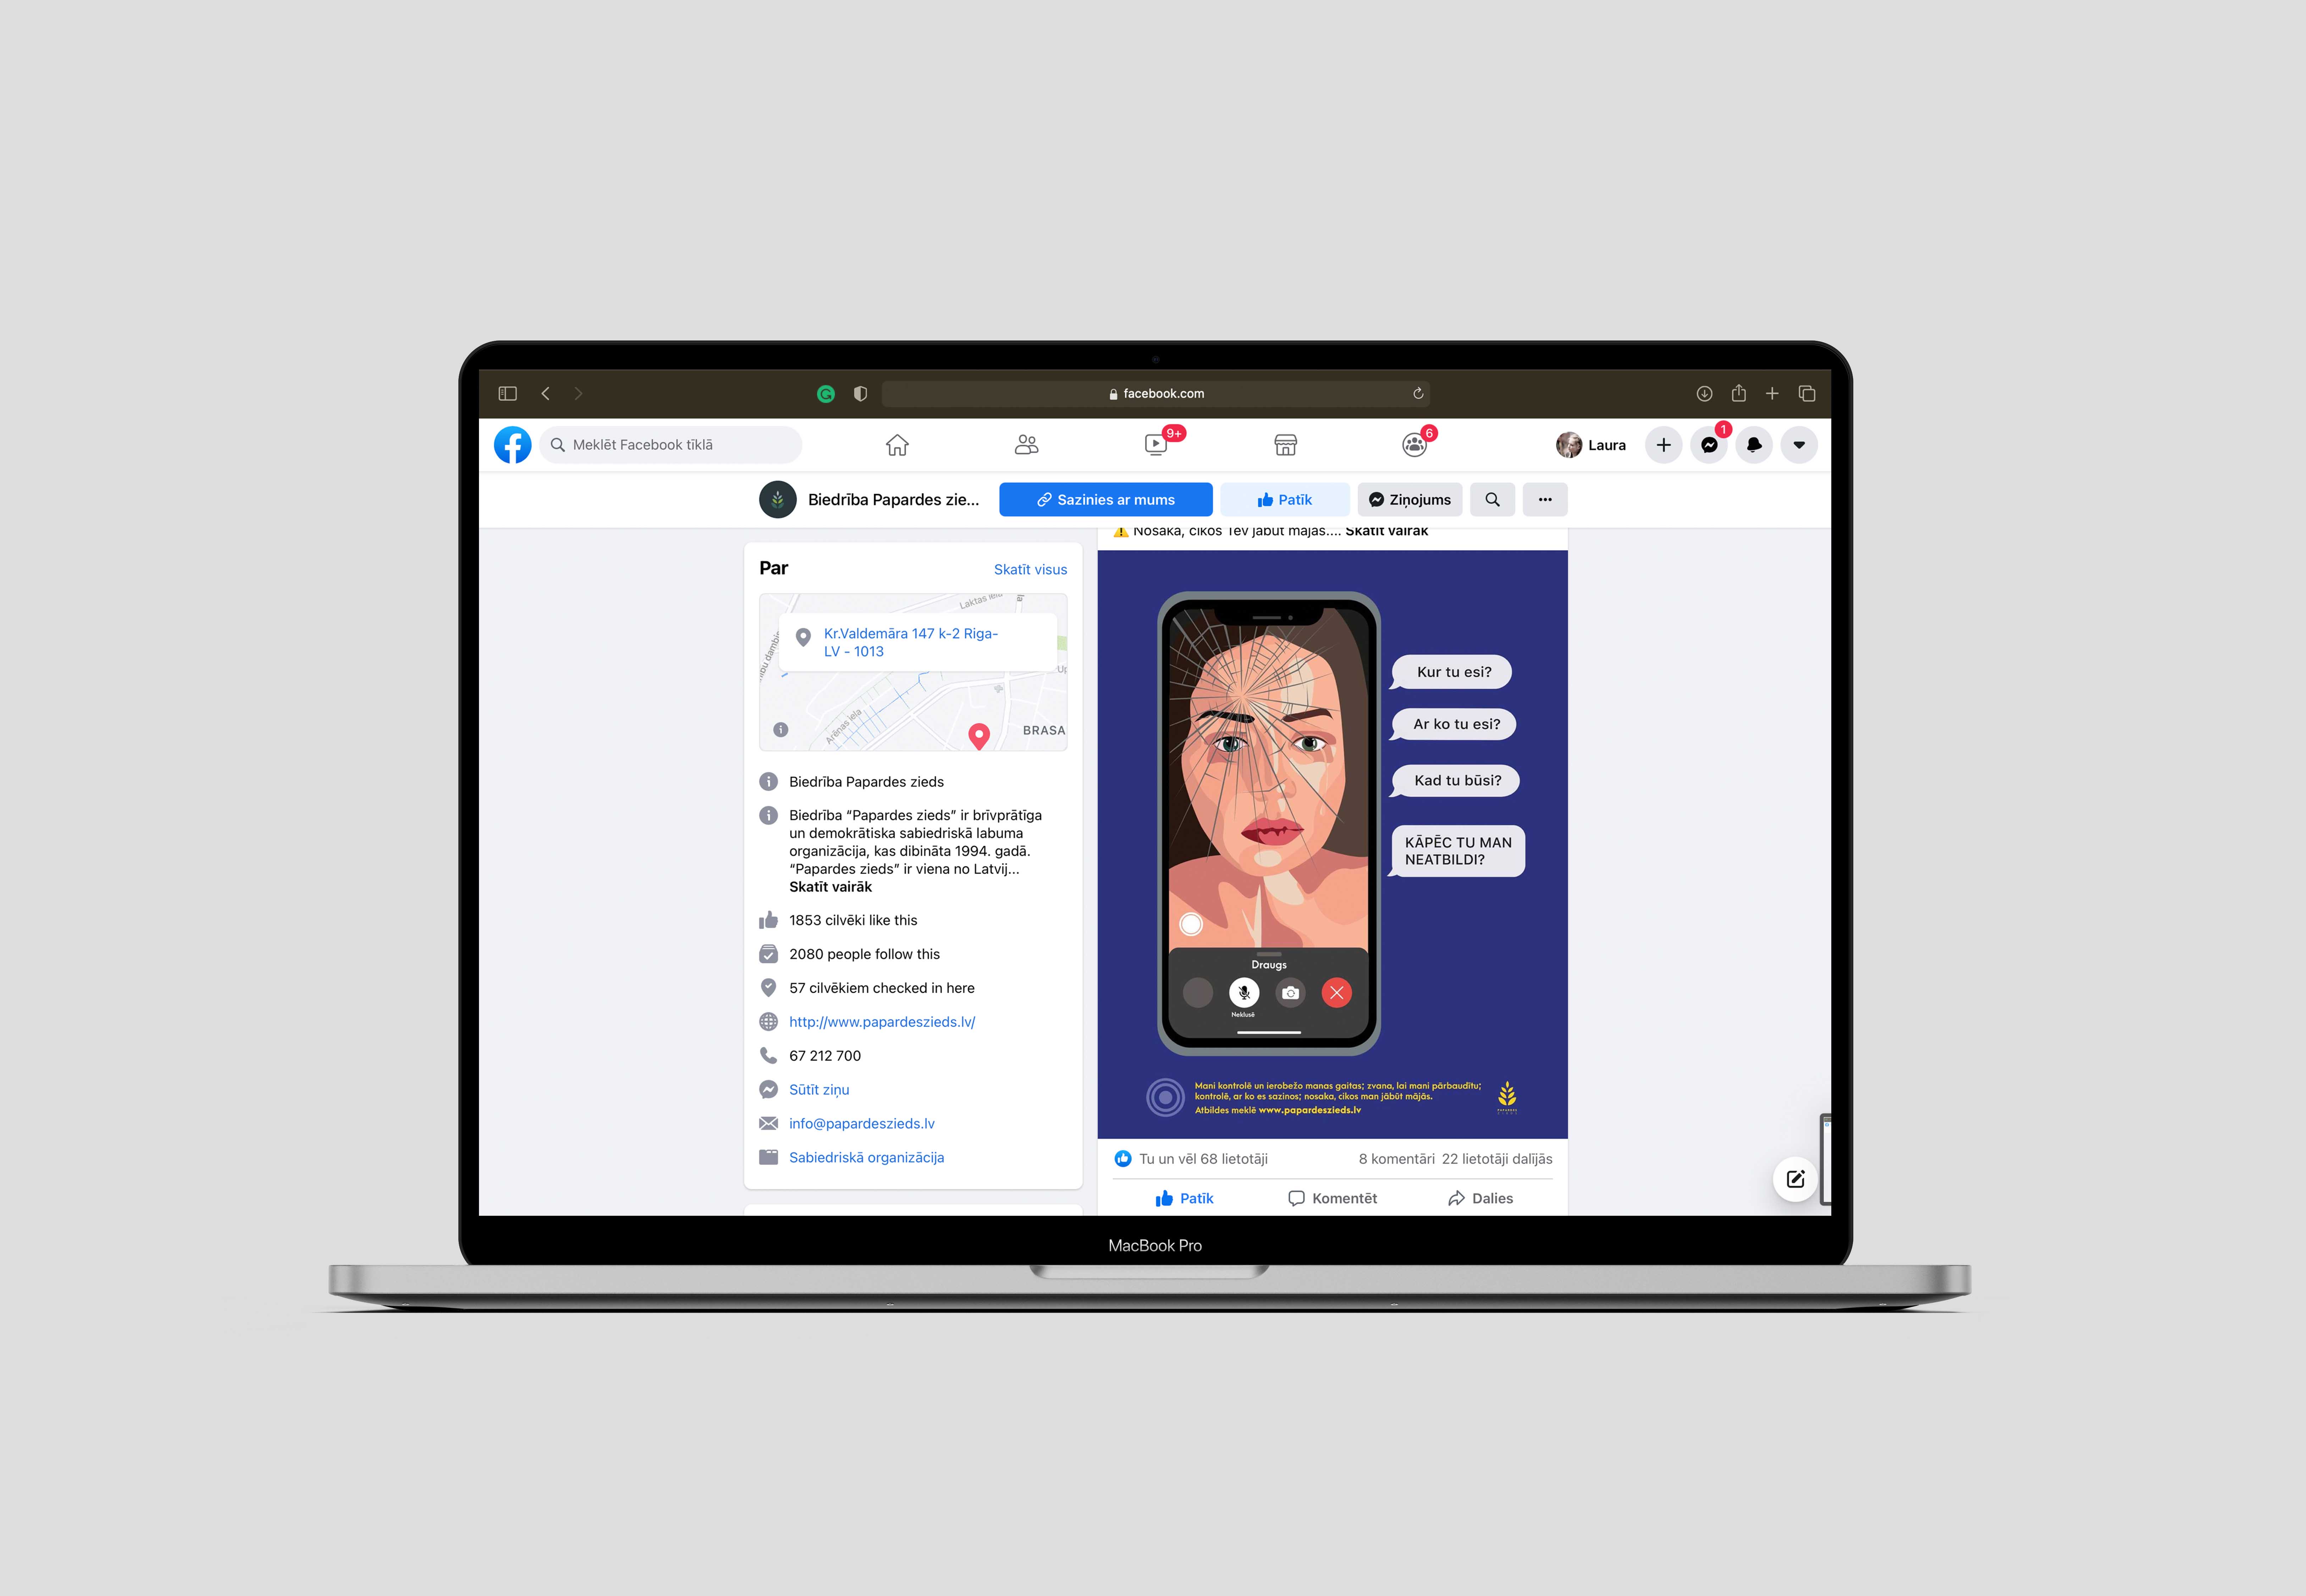 facebook.com
Meklēt Facebook tīklā
9+
6
Laura
1
Biedrība Papardes zie...
Sazinies ar mums
Patīk
Ziņojums
Nosaka, cikos Tev jābūt mājās.... Skatīt vairāk
Par
Skatīt visus
Laktas iela
Kr.Valdemāra 147 k-2 Riga-
LV - 1013
Arēnas iela
BRASA
Biedrība Papardes zieds
Biedrība “Papardes zieds” ir brīvprātīga
un demokrātiska sabiedriskā labuma
organizācija, kas dibināta 1994. gadā.
“Papardes zieds” ir viena no Latvij...
Skatīt vairāk
1853 cilvēki like this
2080 people follow this
57 cilvēkiem checked in here
http://www.papardeszieds.lv/
67 212 700
Sūtīt ziņu
info@papardeszieds.lv
Sabiedriskā organizācija
Kur tu esi?
Ar ko tu esi?
Kad tu būsi?
KĀPĒC TU MAN
NEATBILDI?
Draugs
Neklusē
Mani kontrolē un ierobežo manas gaitas; zvana, lai mani pārbaudītu;
kontrolē, ar ko es sazinos; nosaka, cikos man jābūt mājās.
Atbildes meklē www.papardeszieds.lv
PAPARDES
ZIEDS
Tu un vēl 68 lietotāji
8 komentāri 22 lietotāji dalījās
Patīk
Komentēt
Dalies
MacBook Pro